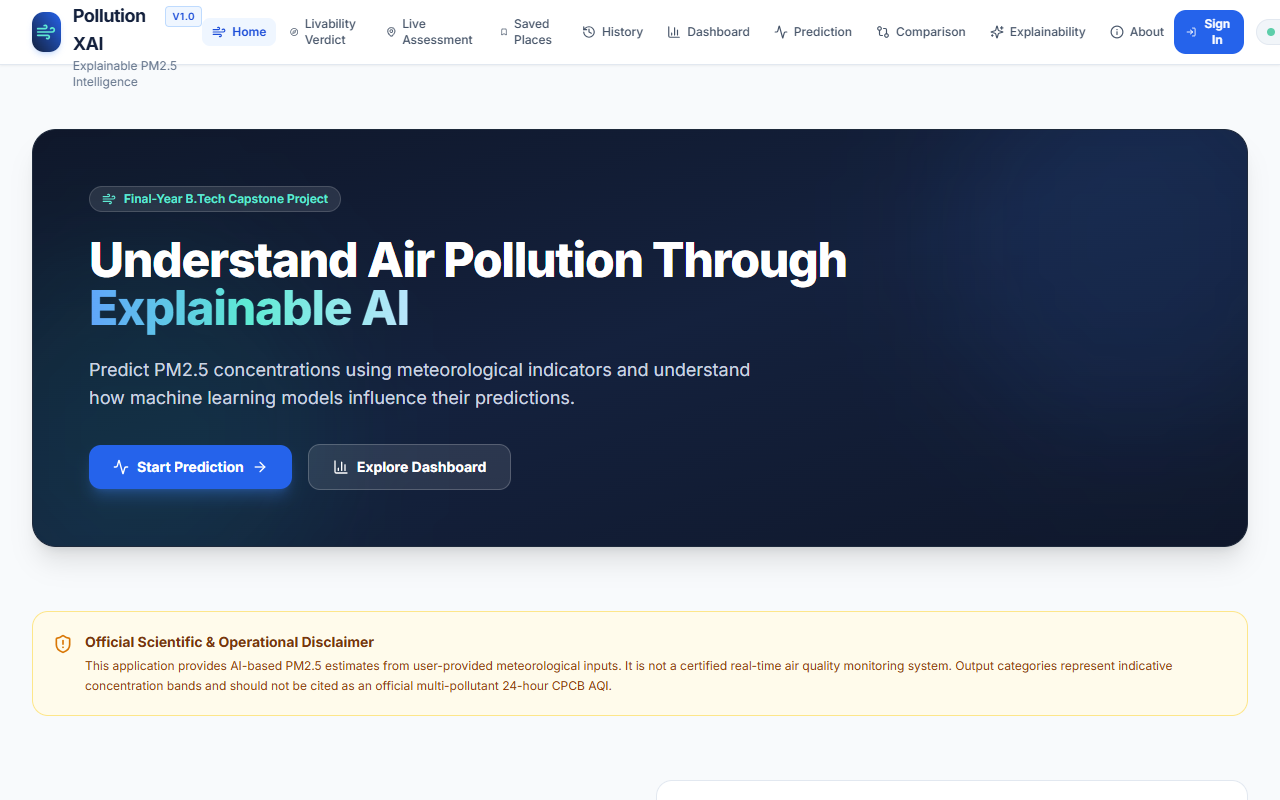 Pollution
XAI
V1.0
Explainable PM2.5
Intelligence
Home
Livability
Verdict
Live
Assessment
Saved
Places
History
Dashboard
Prediction
Comparison
Explainability
About
Sign
In
Final-Year B.Tech Capstone Project
Understand Air Pollution Through
Explainable AI
Predict PM2.5 concentrations using meteorological indicators and understand
how machine learning models influence their predictions.
Start Prediction
Explore Dashboard
Official Scientific & Operational Disclaimer
This application provides AI-based PM2.5 estimates from user-provided meteorological inputs. It is not a certified real-time air quality monitoring system. Output categories represent indicative
concentration bands and should not be cited as an official multi-pollutant 24-hour CPCB AQI.